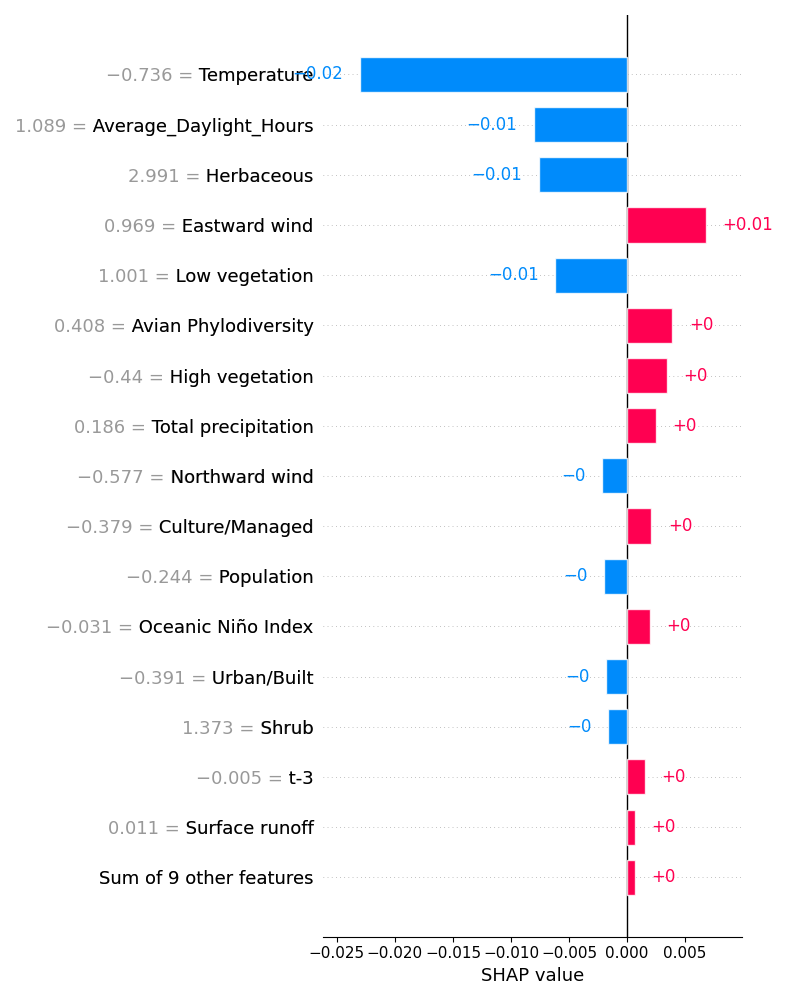 −0.736 = Temperature −0.02
1.089 = Average_Daylight_Hours −0.01
2.991 = Herbaceous −0.01
0.969 = Eastward wind +0.01
1.001 = Low vegetation −0.01
0.408 = Avian Phylodiversity +0
−0.44 = High vegetation +0
0.186 = Total precipitation +0
−0.577 = Northward wind −0
−0.379 = Culture/Managed +0
−0.244 = Population −0
−0.031 = Oceanic Niño Index +0
−0.391 = Urban/Built −0
1.373 = Shrub −0
−0.005 = t-3 +0
0.011 = Surface runoff +0
Sum of 9 other features +0
−0.025 −0.020 −0.015 −0.010 −0.005 0.000 0.005
SHAP value